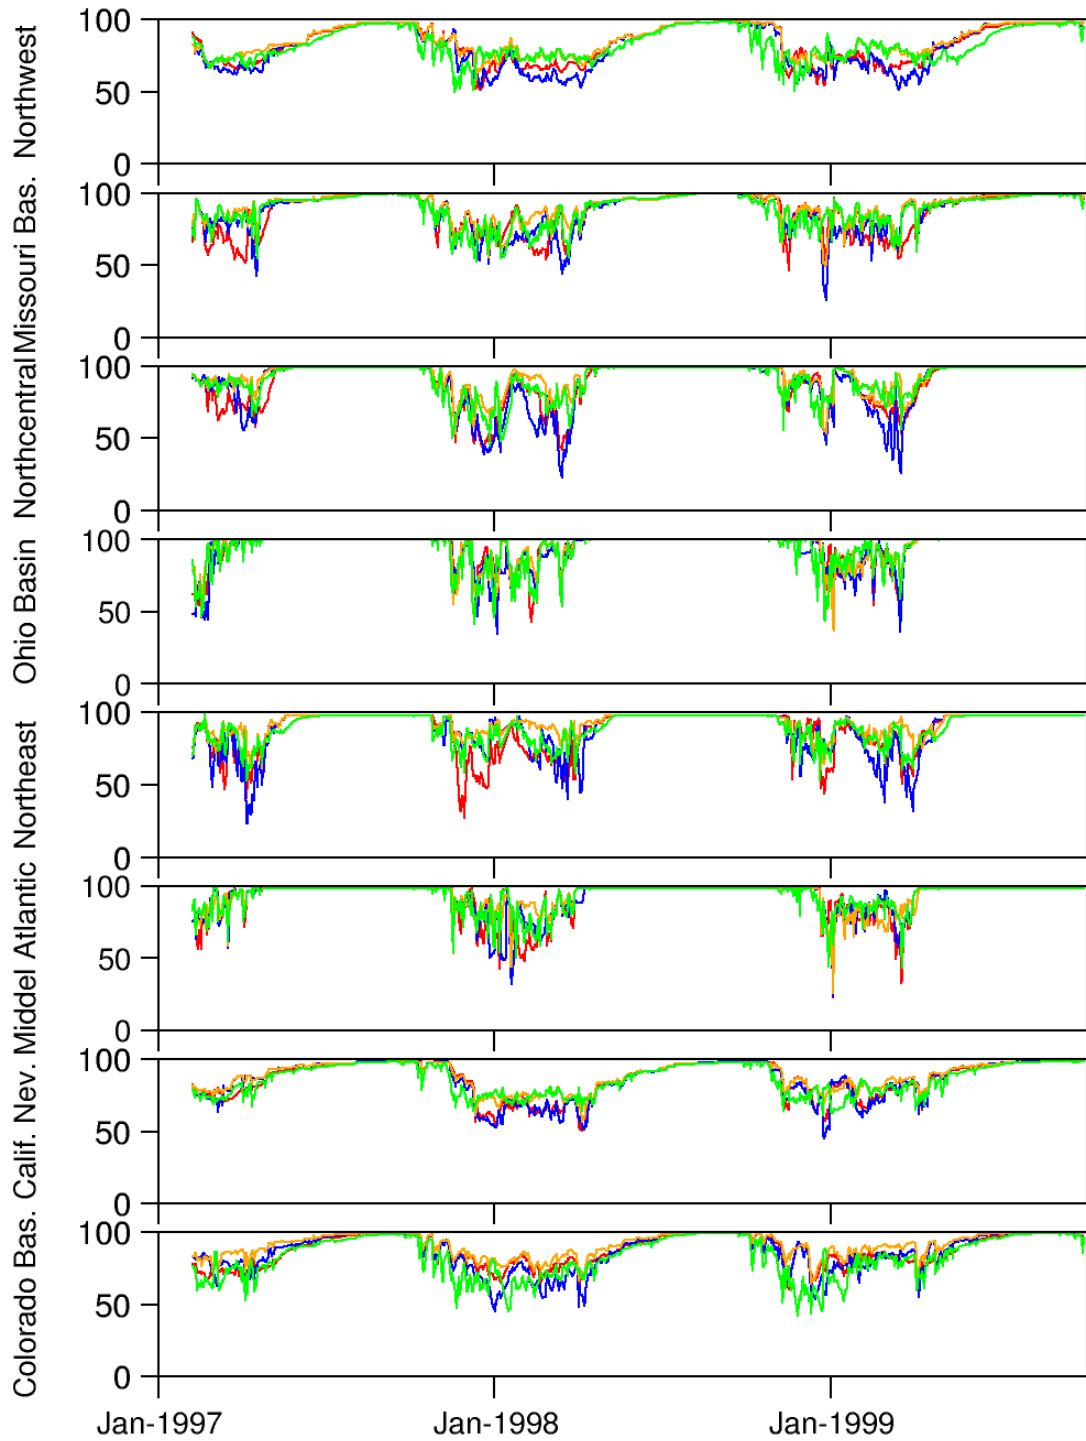 Northwest
100
50
0
Missouri Bas.
100
50
0
Northcentral
100
50
0
Ohio Basin
100
50
0
Northeast
100
50
0
Middel Atlantic
100
50
0
Calif. Nev.
100
50
0
Colorado Bas.
100
50
0
Jan-1997 Jan-1998 Jan-1999